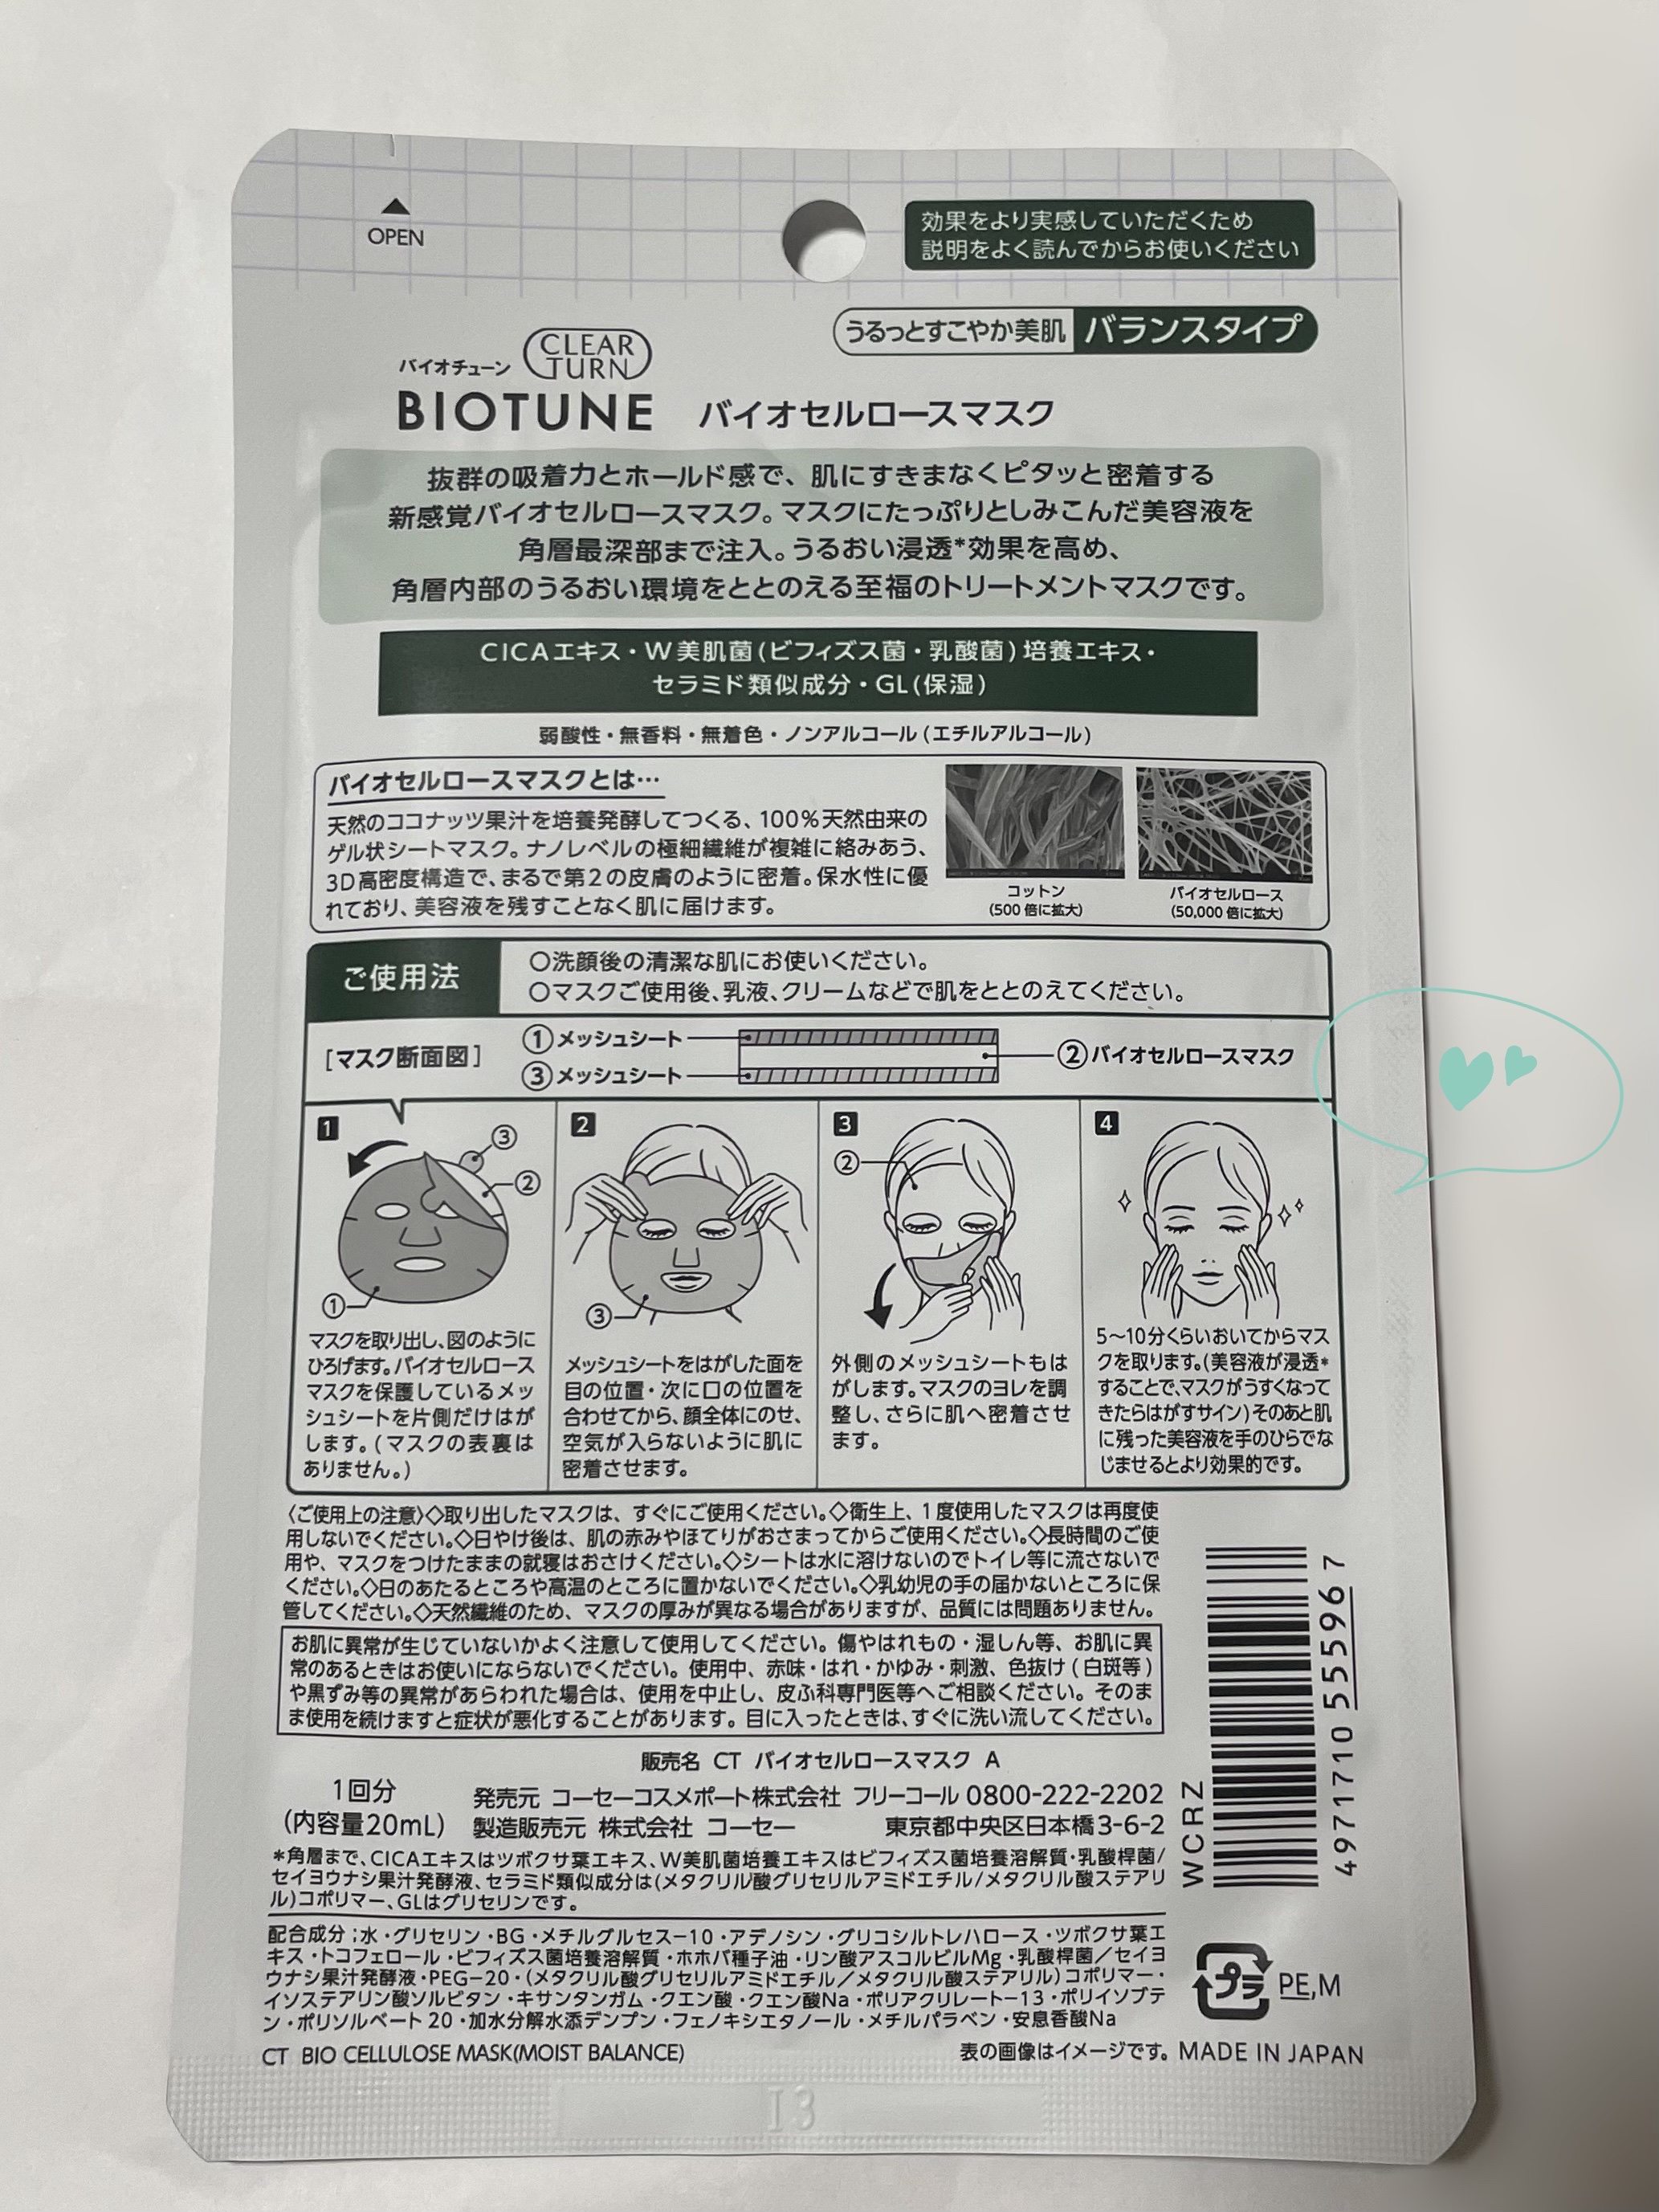 OPEN
効果をより実感していただくため
説明をよく読んでからお使いください
うるっとすこやか美肌 バランスタイプ
バイオチューン CLEAR
TURN
BIOTUNE バイオセルロースマスク
抜群の吸着力とホールド感で、肌にすきまなくピタッと密着する
新感覚バイオセルロースマスク。マスクにたっぷりとしみこんだ美容液を
角層最深部まで注入。うるおい浸透*効果を高め、
角層内部のうるおい環境をととのえる至福のトリートメントマスクです。
CICAエキス・W美肌菌(ビフィズス菌・乳酸菌)培養エキス・
セラミド類似成分・GL(保湿)
弱酸性・無香料・無着色・ノンアルコール(エチルアルコール)
バイオセルロースマスクとは…
天然のココナッツ果汁を培養発酵してつくる、100%天然由来の
ゲル状シートマスク。ナノレベルの極細繊維が複雑に絡みあう、
3D高密度構造で、まるで第2の皮膚のように密着。保水性に優
れており、美容液を残すことなく肌に届けます。
コットン
(500倍に拡大)
バイオセルロース
(50,000倍に拡大)
ご使用法
○洗顔後の清潔な肌にお使いください。
○マスクご使用後、乳液、クリームなどで肌をととのえてください。
[マスク断面図]
①メッシュシート
②バイオセルロースマスク
③メッシュシート
1
③
②
①
マスクを取り出し、図のように
ひろげます。バイオセルロース
マスクを保護しているメッ
シュシートを片側だけはが
します。(マスクの表裏は
ありません。)
2
③
メッシュシートをはがした面を
目の位置・次に口の位置を
合わせてから、顔全体にのせ、
空気が入らないように肌に
密着させます。
3
②
外側のメッシュシートもは
がします。マスクのヨレを調
整し、さらに肌へ密着させ
ます。
4
5〜10分くらいおいてからマス
クを取ります。(美容液が浸透*
することで、マスクがうすくなって
きたらはがすサイン)そのあと肌
に残った美容液を手のひらでな
じませるとより効果的です。
〈ご使用上の注意〉◇取り出したマスクは、すぐにご使用ください。◇衛生上、1度使用したマスクは再度使
用しないでください。◇日やけ後は、肌の赤みやほてりがおさまってからご使用ください。◇長時間のご使
用や、マスクをつけたままの就寝はおさけください。◇シートは水に溶けないのでトイレ等に流さないで
ください。◇日のあたるところや高温のところに置かないでください。◇乳幼児の手の届かないところに保
管してください。◇天然繊維のため、マスクの厚みが異なる場合がありますが、品質には問題ありません。
お肌に異常が生じていないかよく注意して使用してください。傷やはれもの・湿しん等、お肌に異
常のあるときはお使いにならないでください。使用中、赤味・はれ・かゆみ・刺激、色抜け(白斑等)
や黒ずみ等の異常があらわれた場合は、使用を中止し、皮ふ科専門医等へご相談ください。そのま
ま使用を続けますと症状が悪化することがあります。目に入ったときは、すぐに洗い流してください。
販売名 CT バイオセルロースマスク A
1回分
(内容量20mL)
発売元 コーセーコスメポート株式会社 フリーコール 0800-222-2202
製造販売元 株式会社 コーセー 東京都中央区日本橋3-6-2
*角層まで、CICAエキスはツボクサ葉エキス、W美肌菌培養エキスはビフィズス菌培養溶解質・乳酸桿菌/
セイヨウナシ果汁発酵液、セラミド類似成分は(メタクリル酸グリセリルアミドエチル/メタクリル酸ステアリ
ル)コポリマー、GLはグリセリンです。
配合成分;水・グリセリン・BG・メチルグルセス-10・アデノシン・グリコシルトレハロース・ツボクサ葉エ
キス・トコフェロール・ビフィズス菌培養溶解質・ホホバ種子油・リン酸アスコルビルMg・乳酸桿菌/セイヨ
ウナシ果汁発酵液・PEG-20・(メタクリル酸グリセリルアミドエチル/メタクリル酸ステアリル)コポリマー・
イソステアリン酸ソルビタン・キサンタンガム・クエン酸・クエン酸Na・ポリアクリレート-13・ポリイソブテ
ン・ポリソルベート20・加水分解水添デンプン・フェノキシエタノール・メチルパラベン・安息香酸Na
CT BIO CELLULOSE MASK(MOIST BALANCE)
表の画像はイメージです。 MADE IN JAPAN
WCRZ
4971710 555967
プラ PE,M
13